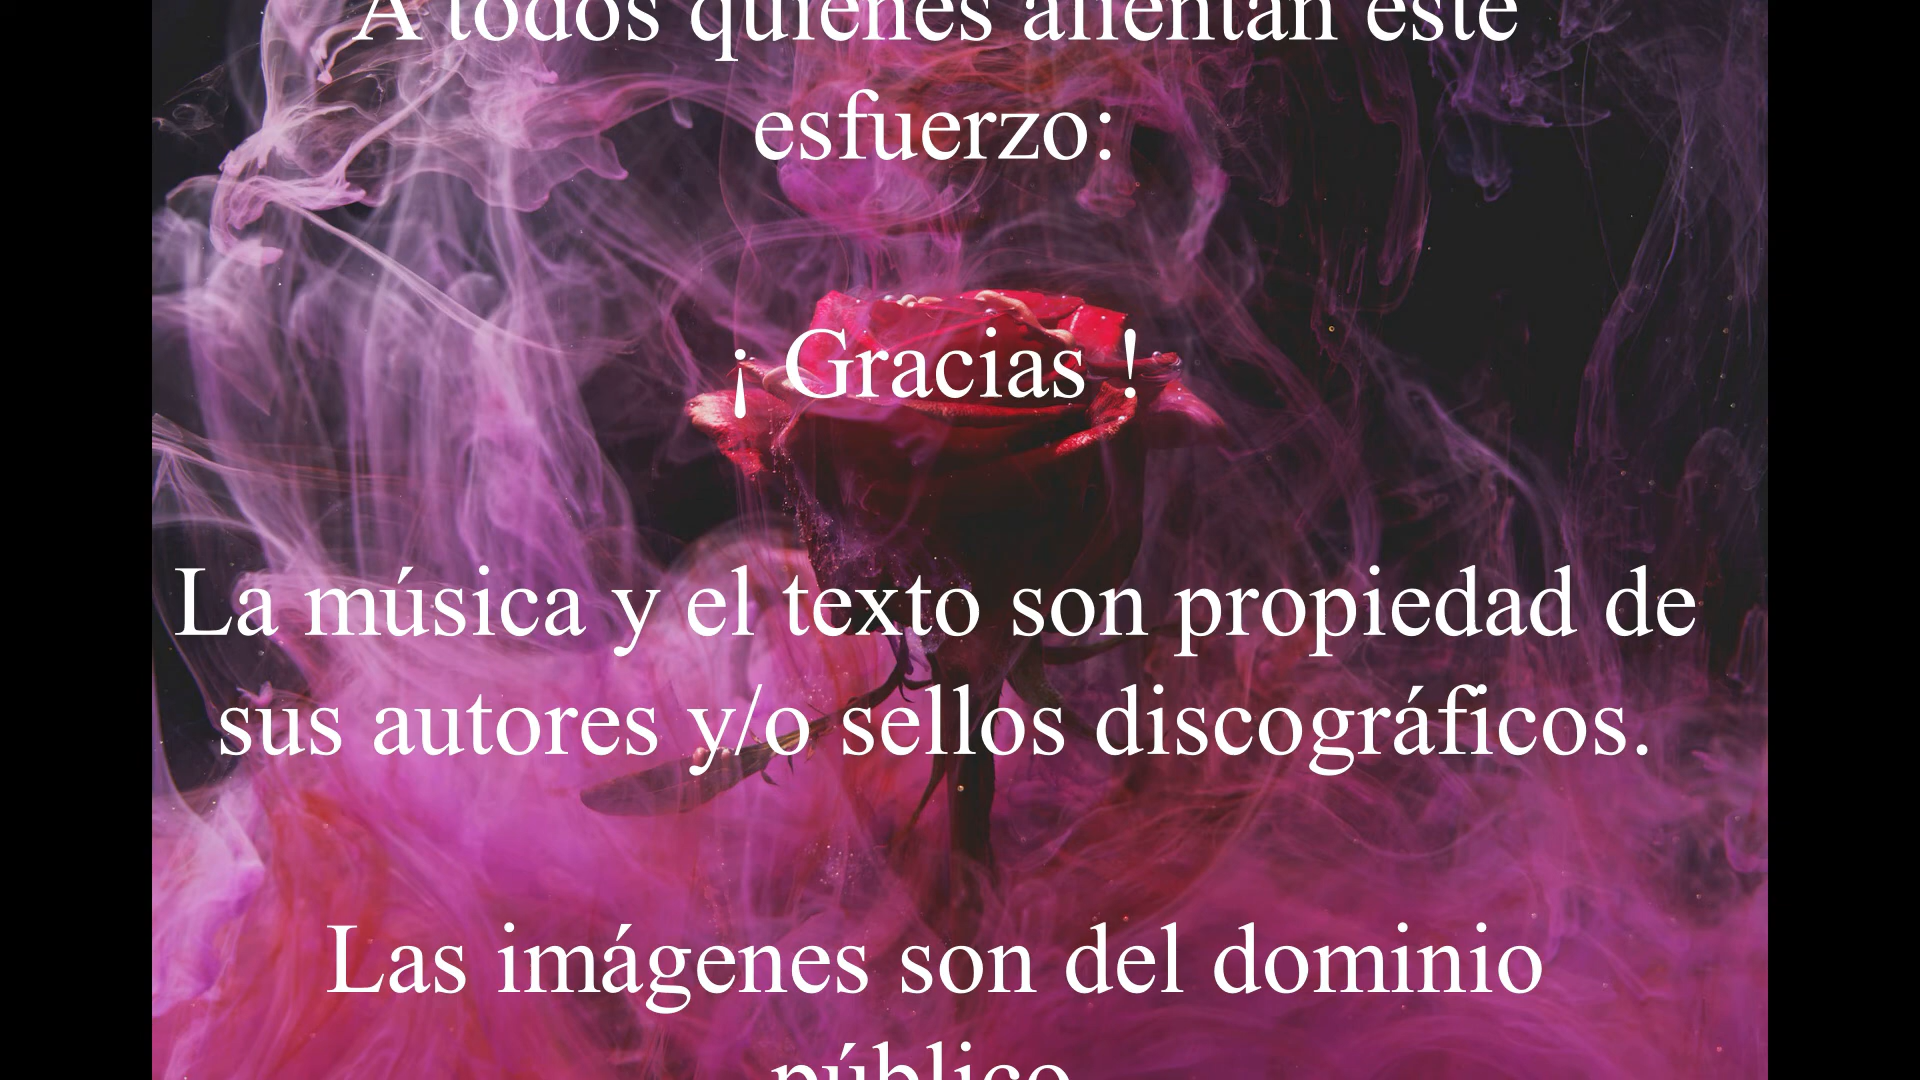 A todos quienes alientan este
esfuerzo:
¡ Gracias !
La música y el texto son propiedad de
sus autores y/o sellos discográficos.
Las imágenes son del dominio
público